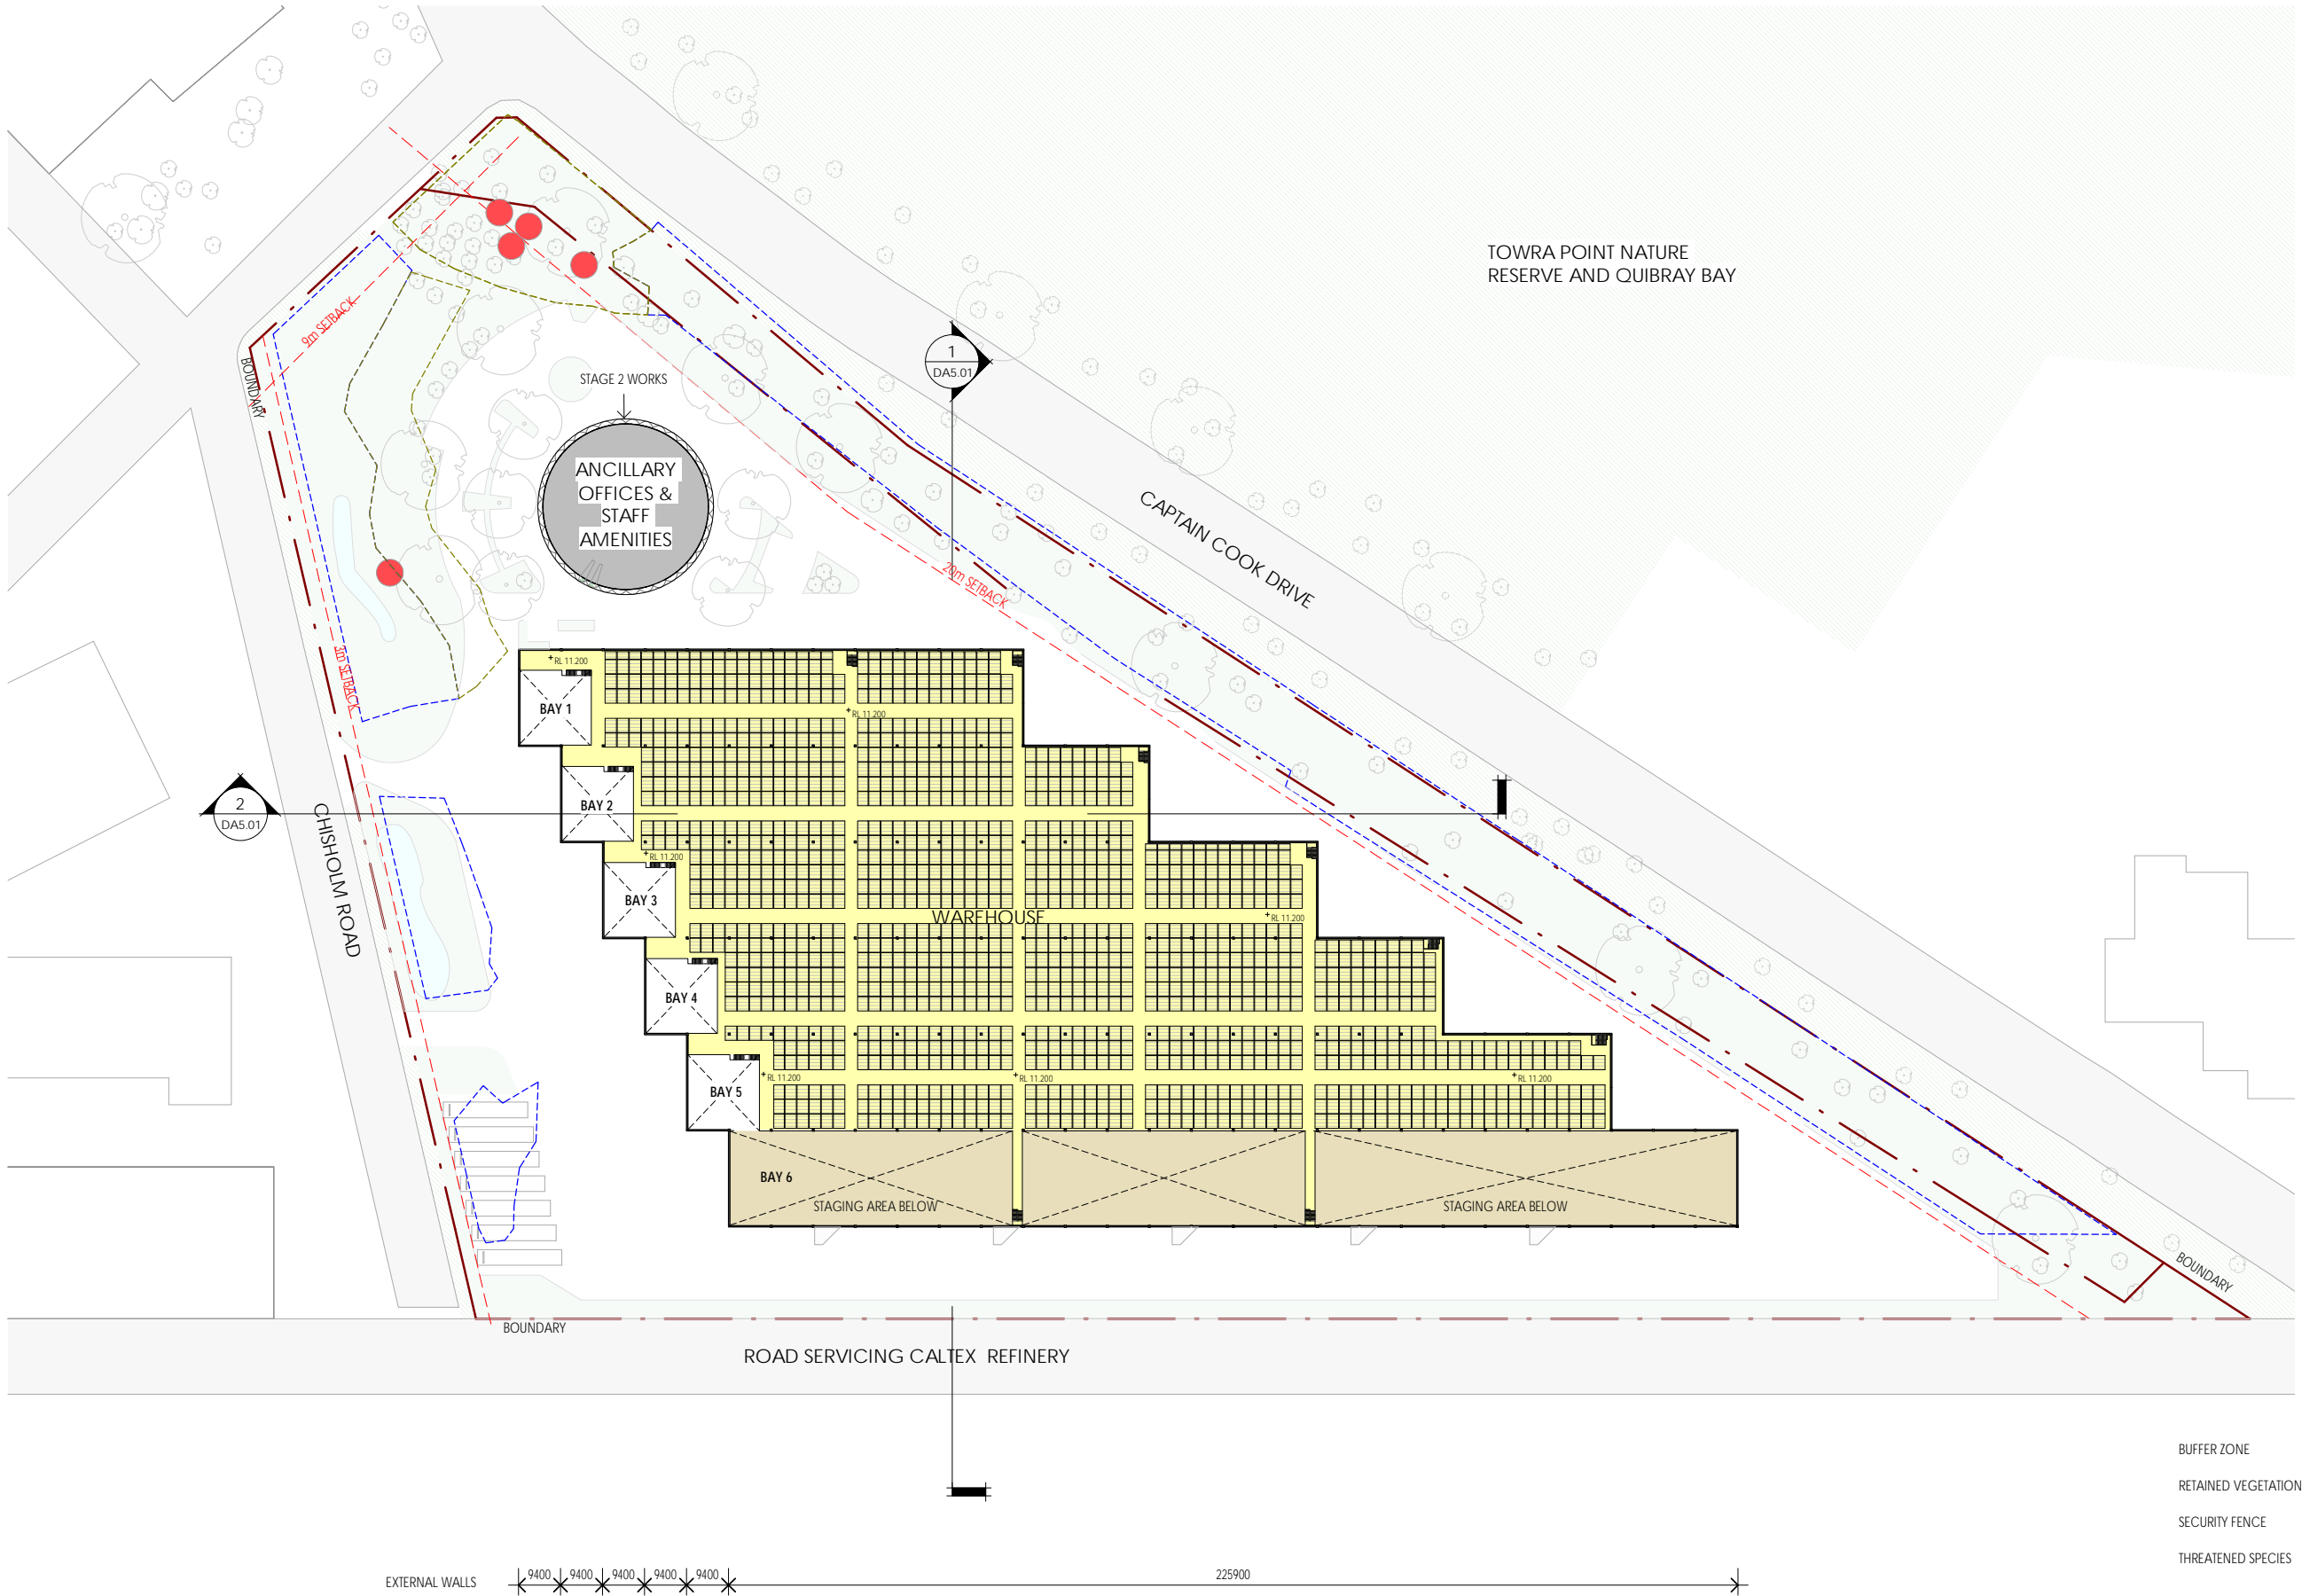 TOWRA POINT NATURE
RESERVE AND QUIBRAY BAY
9m SETBACK
BOUNDARY
1
DA5.01
STAGE 2 WORKS
ANCILLARY
OFFICES &
STAFF
AMENITIES
CAPTAIN COOK DRIVE
20m SETBACK
3m SETBACK
RL 11.200
BAY 1
RL 11.200
BAY 2
2
DA5.01
CHISHOLM ROAD
RL 11.200
BAY 3
WAREHOUSE
RL 11.200
BAY 4
RL 11.200
RL 11.200
RL 11.200
BAY 5
BAY 6
STAGING AREA BELOW
STAGING AREA BELOW
BOUNDARY
BOUNDARY
ROAD SERVICING CALTEX REFINERY
BUFFER ZONE
RETAINED VEGETATION
SECURITY FENCE
THREATENED SPECIES
EXTERNAL WALLS
9400 9400 9400 9400 9400 225900